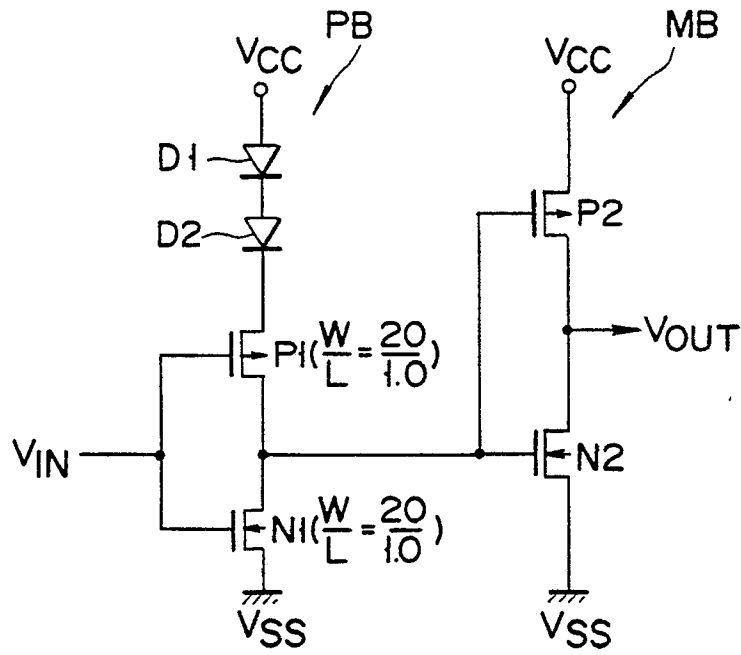 PB
MB
VCC
VCC
D1
D2
P2
P1(W/L=20/1.0)
VOUT
VIN
N2
N1(W/L=20/1.0)
VSS
VSS